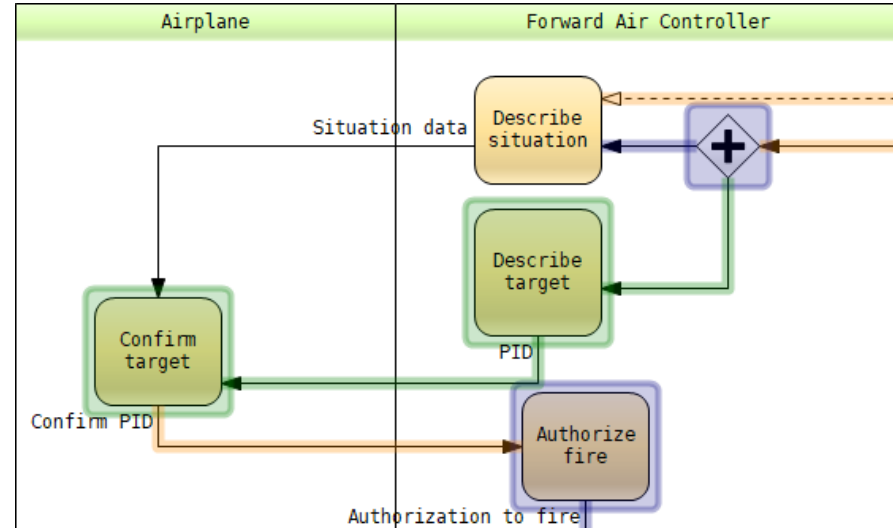 Airplane
Forward Air Controller
Describe
situation
Situation data
Describe
target
Confirm
target
PID
Confirm PID
Authorize
fire
Authorization to fire